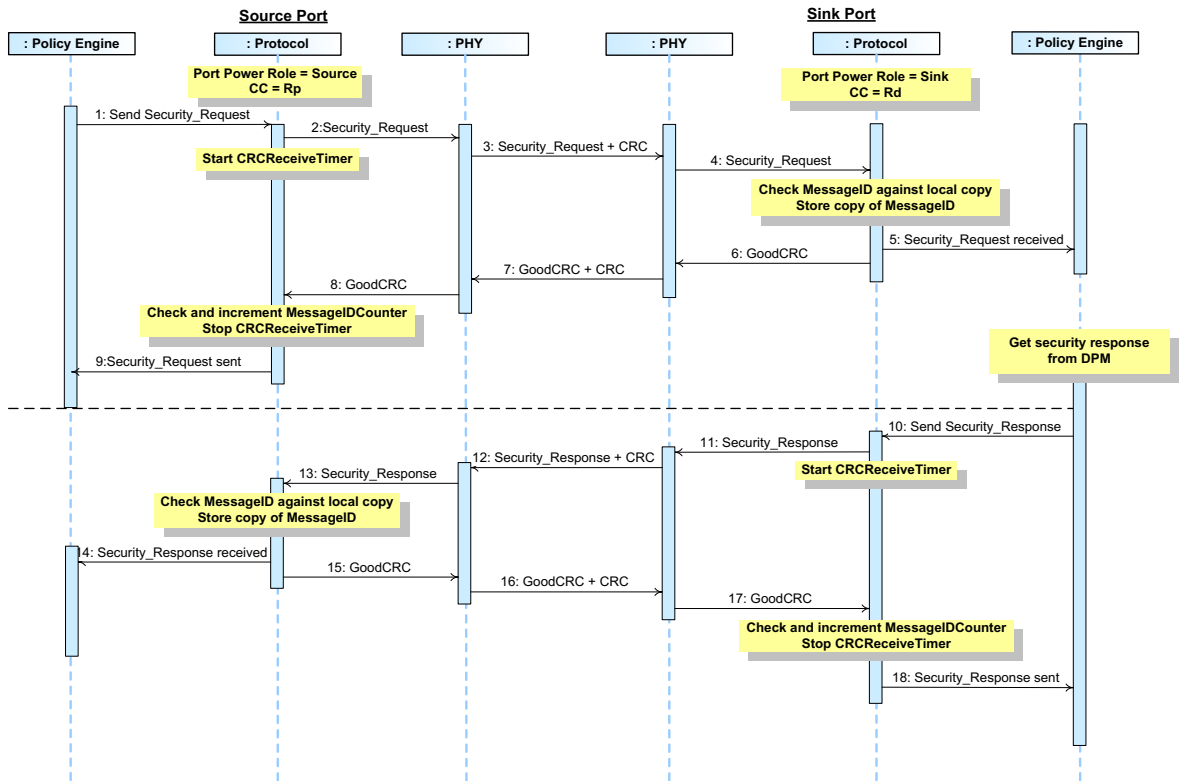 Source Port
Sink Port
: Policy Engine
: Protocol
: PHY
: PHY
: Protocol
: Policy Engine
Port Power Role = Source
CC = Rp
Port Power Role = Sink
CC = Rd
1: Send Security_Request
2:Security_Request
Start CRCReceiveTimer
3: Security_Request + CRC
4: Security_Request
Check MessageID against local copy
Store copy of MessageID
5: Security_Request received
6: GoodCRC
7: GoodCRC + CRC
8: GoodCRC
Check and increment MessageIDCounter
Stop CRCReceiveTimer
9:Security_Request sent
Get security response
from DPM
10: Send Security_Response
11: Security_Response
Start CRCReceiveTimer
12: Security_Response + CRC
13: Security_Response
Check MessageID against local copy
Store copy of MessageID
14: Security_Response received
15: GoodCRC
16: GoodCRC + CRC
17: GoodCRC
Check and increment MessageIDCounter
Stop CRCReceiveTimer
18: Security_Response sent